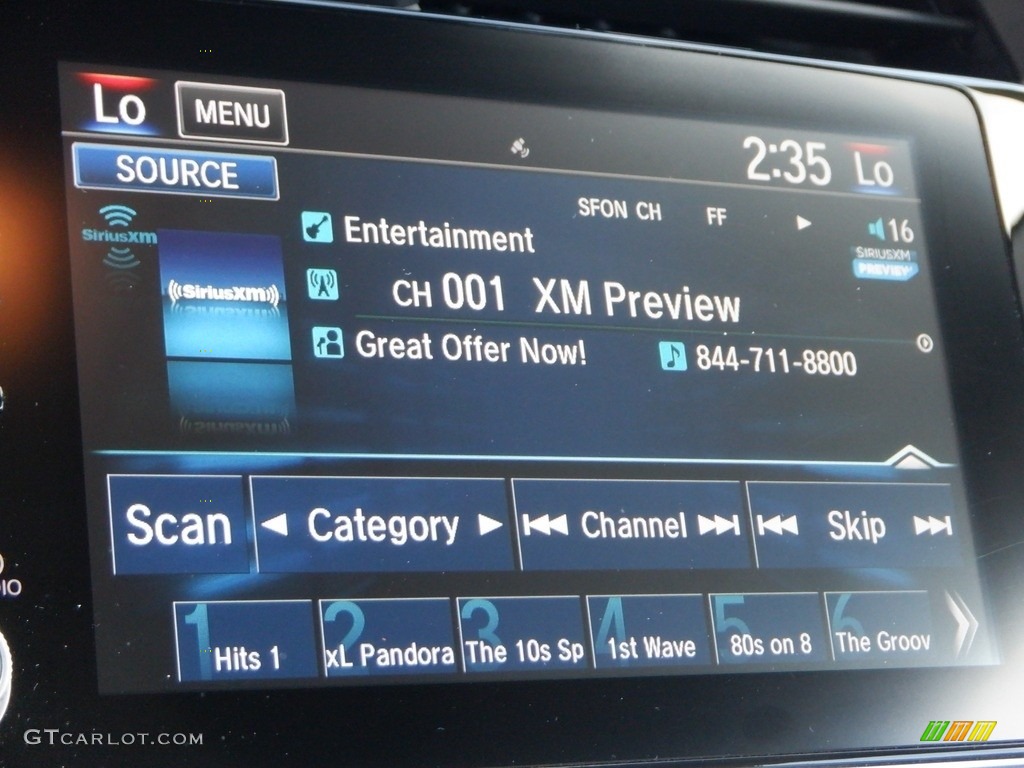 Lo
MENU
2:35
Lo
SOURCE
SFON CH FF
16
SiriusXM
Entertainment
SIRIUSXM
PREVIEW
((SiriusXM))
CH 001 XM Preview
Great Offer Now!
844-711-8800
Scan
Category
Channel
Skip
1 Hits 1
2 xL Pandora
3 The 10s Sp
4 1st Wave
5 80s on 8
6 The Groov
GTCARLOT.COM